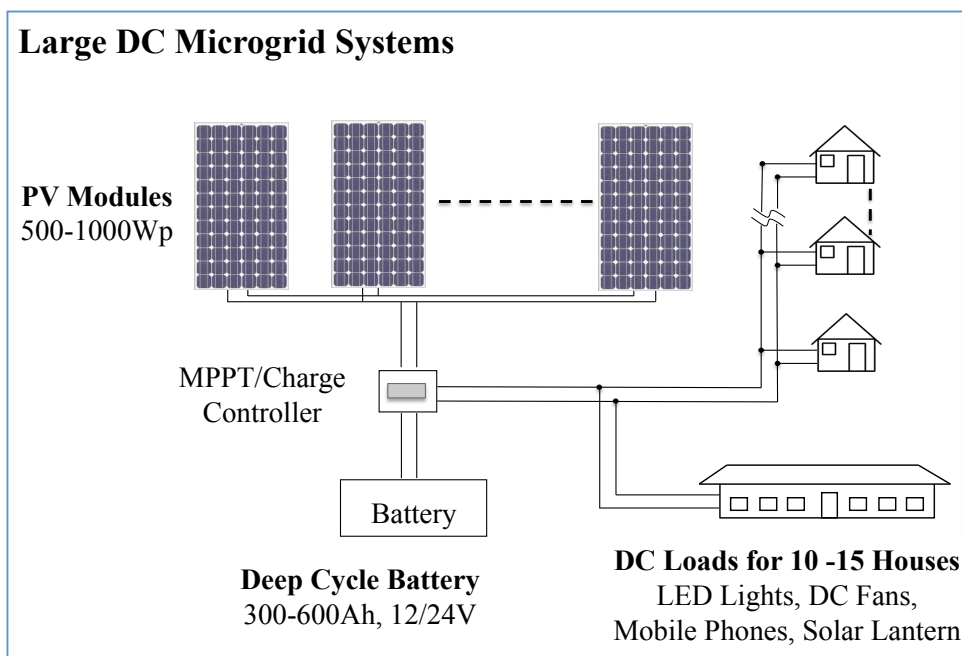 Large DC Microgrid Systems
PV Modules
500-1000Wp
MPPT/Charge
Controller
Battery
Deep Cycle Battery
300-600Ah, 12/24V
DC Loads for 10 -15 Houses
LED Lights, DC Fans,
Mobile Phones, Solar Lantern